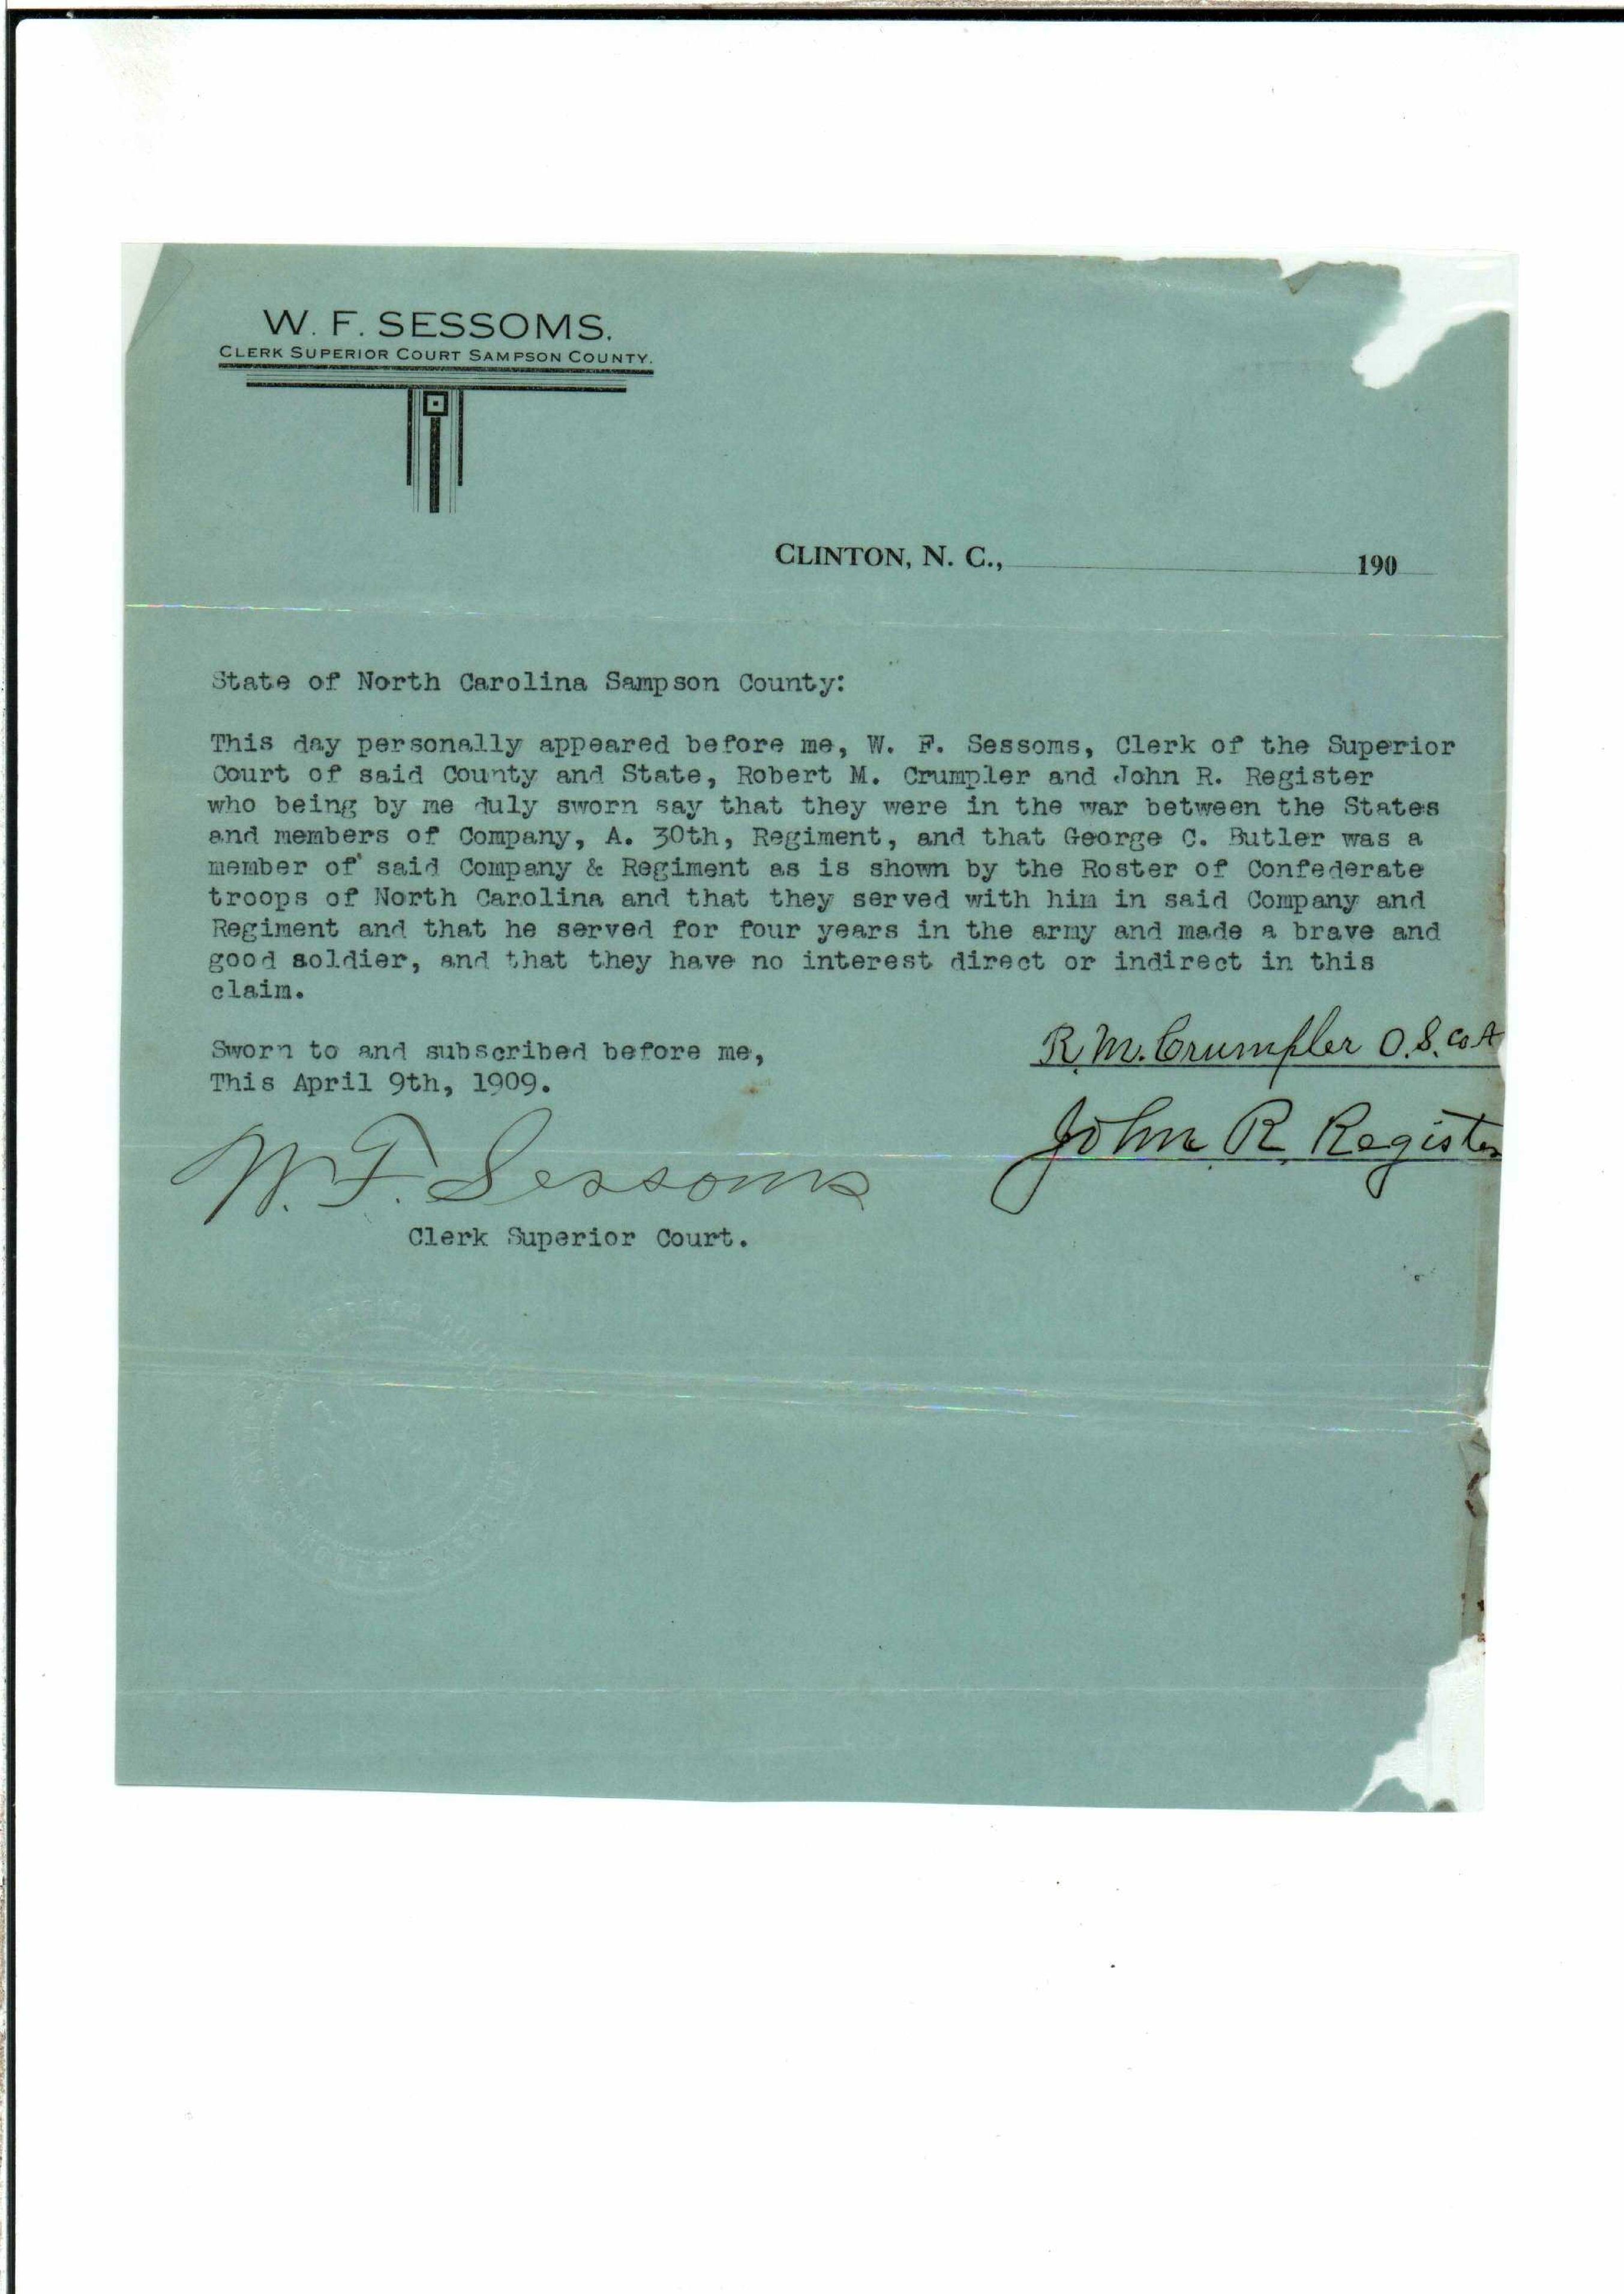 W. F. SESSOMS.
CLERK SUPERIOR COURT SAMPSON COUNTY.
CLINTON, N. C., 190
State of North Carolina Sampson County:
This day personally appeared before me, W. F. Sessoms, Clerk of the Superior
Court of said County and State, Robert M. Crumpler and John R. Register
who being by me duly sworn say that they were in the war between the States
and members of Company, A. 30th, Regiment, and that George C. Butler was a
member of said Company & Regiment as is shown by the Roster of Confederate
troops of North Carolina and that they served with him in said Company and
Regiment and that he served for four years in the army and made a brave and
good soldier, and that they have no interest direct or indirect in this
claim.
R. M. Crumpler O. S. Co A
Sworn to and subscribed before me,
This April 9th, 1909.
John R. Register
W. F. Sessoms
Clerk Superior Court.